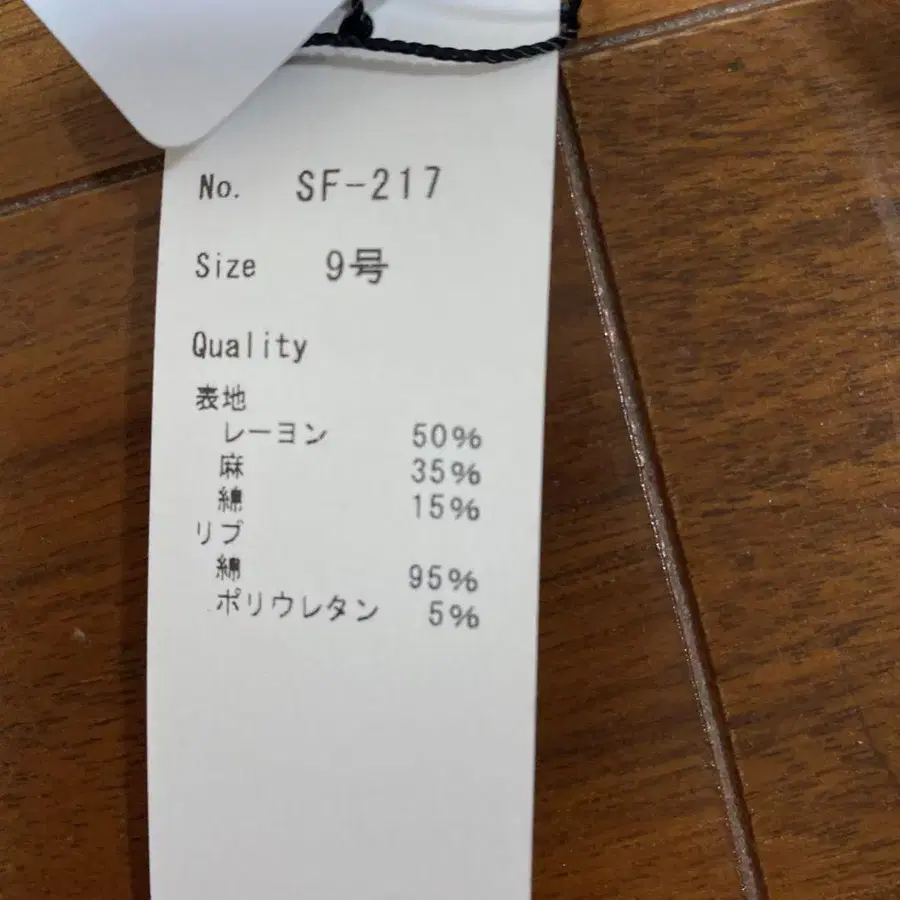 No. SF-217
Size 9号
Quality
表地
レーヨン 50%
麻 35%
綿 15%
リブ
綿 95%
ポリウレタン 5%